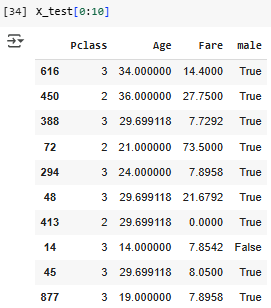 [34] X_test[0:10]
Pclass Age Fare male
616 3 34.000000 14.4000 True
450 2 36.000000 27.7500 True
388 3 29.699118 7.7292 True
72 2 21.000000 73.5000 True
294 3 24.000000 7.8958 True
48 3 29.699118 21.6792 True
413 2 29.699118 0.0000 True
14 3 14.000000 7.8542 False
45 3 29.699118 8.0500 True
877 3 19.000000 7.8958 True